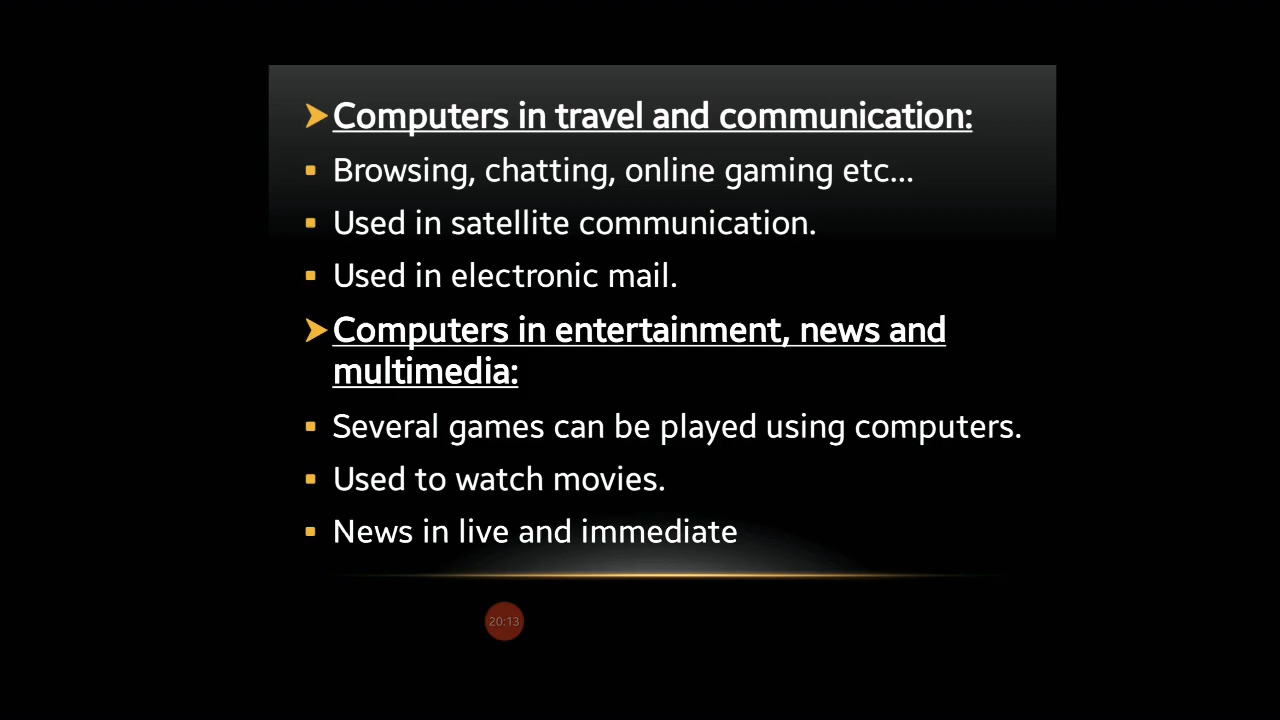 Computers in travel and communication:
Browsing, chatting, online gaming etc...
Used in satellite communication.
Used in electronic mail.
Computers in entertainment, news and
multimedia:
Several games can be played using computers.
Used to watch movies.
News in live and immediate
20:13